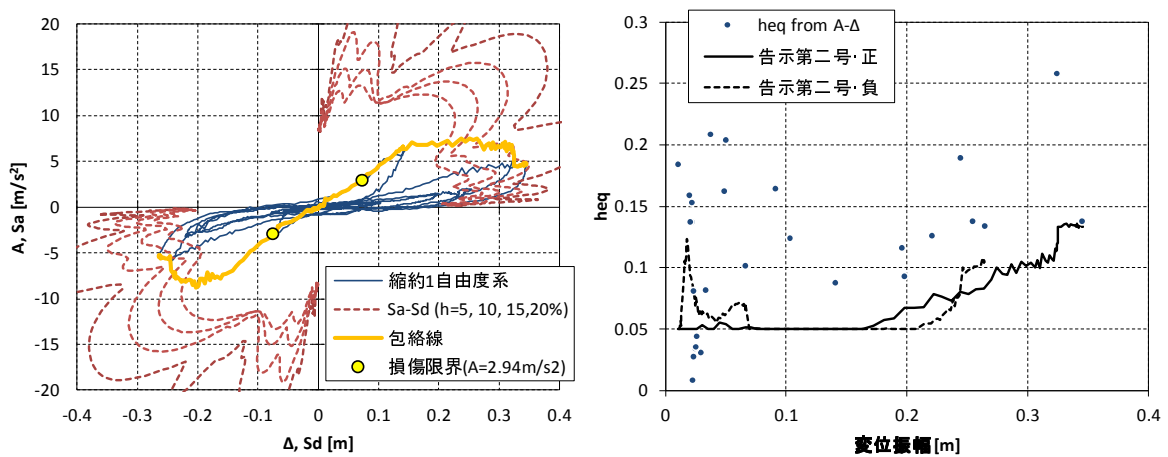 20
15
10
5
0
-5
-10
-15
-20
A, Sa [m/s²]
縮約1自由度系
Sa-Sd (h=5, 10, 15,20%)
包絡線
損傷限界(A=2.94m/s2)
-0.4 -0.3 -0.2 -0.1 0 0.1 0.2 0.3 0.4
Δ, Sd [m]
0.3
0.25
0.2
0.15
0.1
0.05
0
heq
heq from A-Δ
告示第二号・正
告示第二号・負
0 0.1 0.2 0.3 0.4
変位振幅[m]